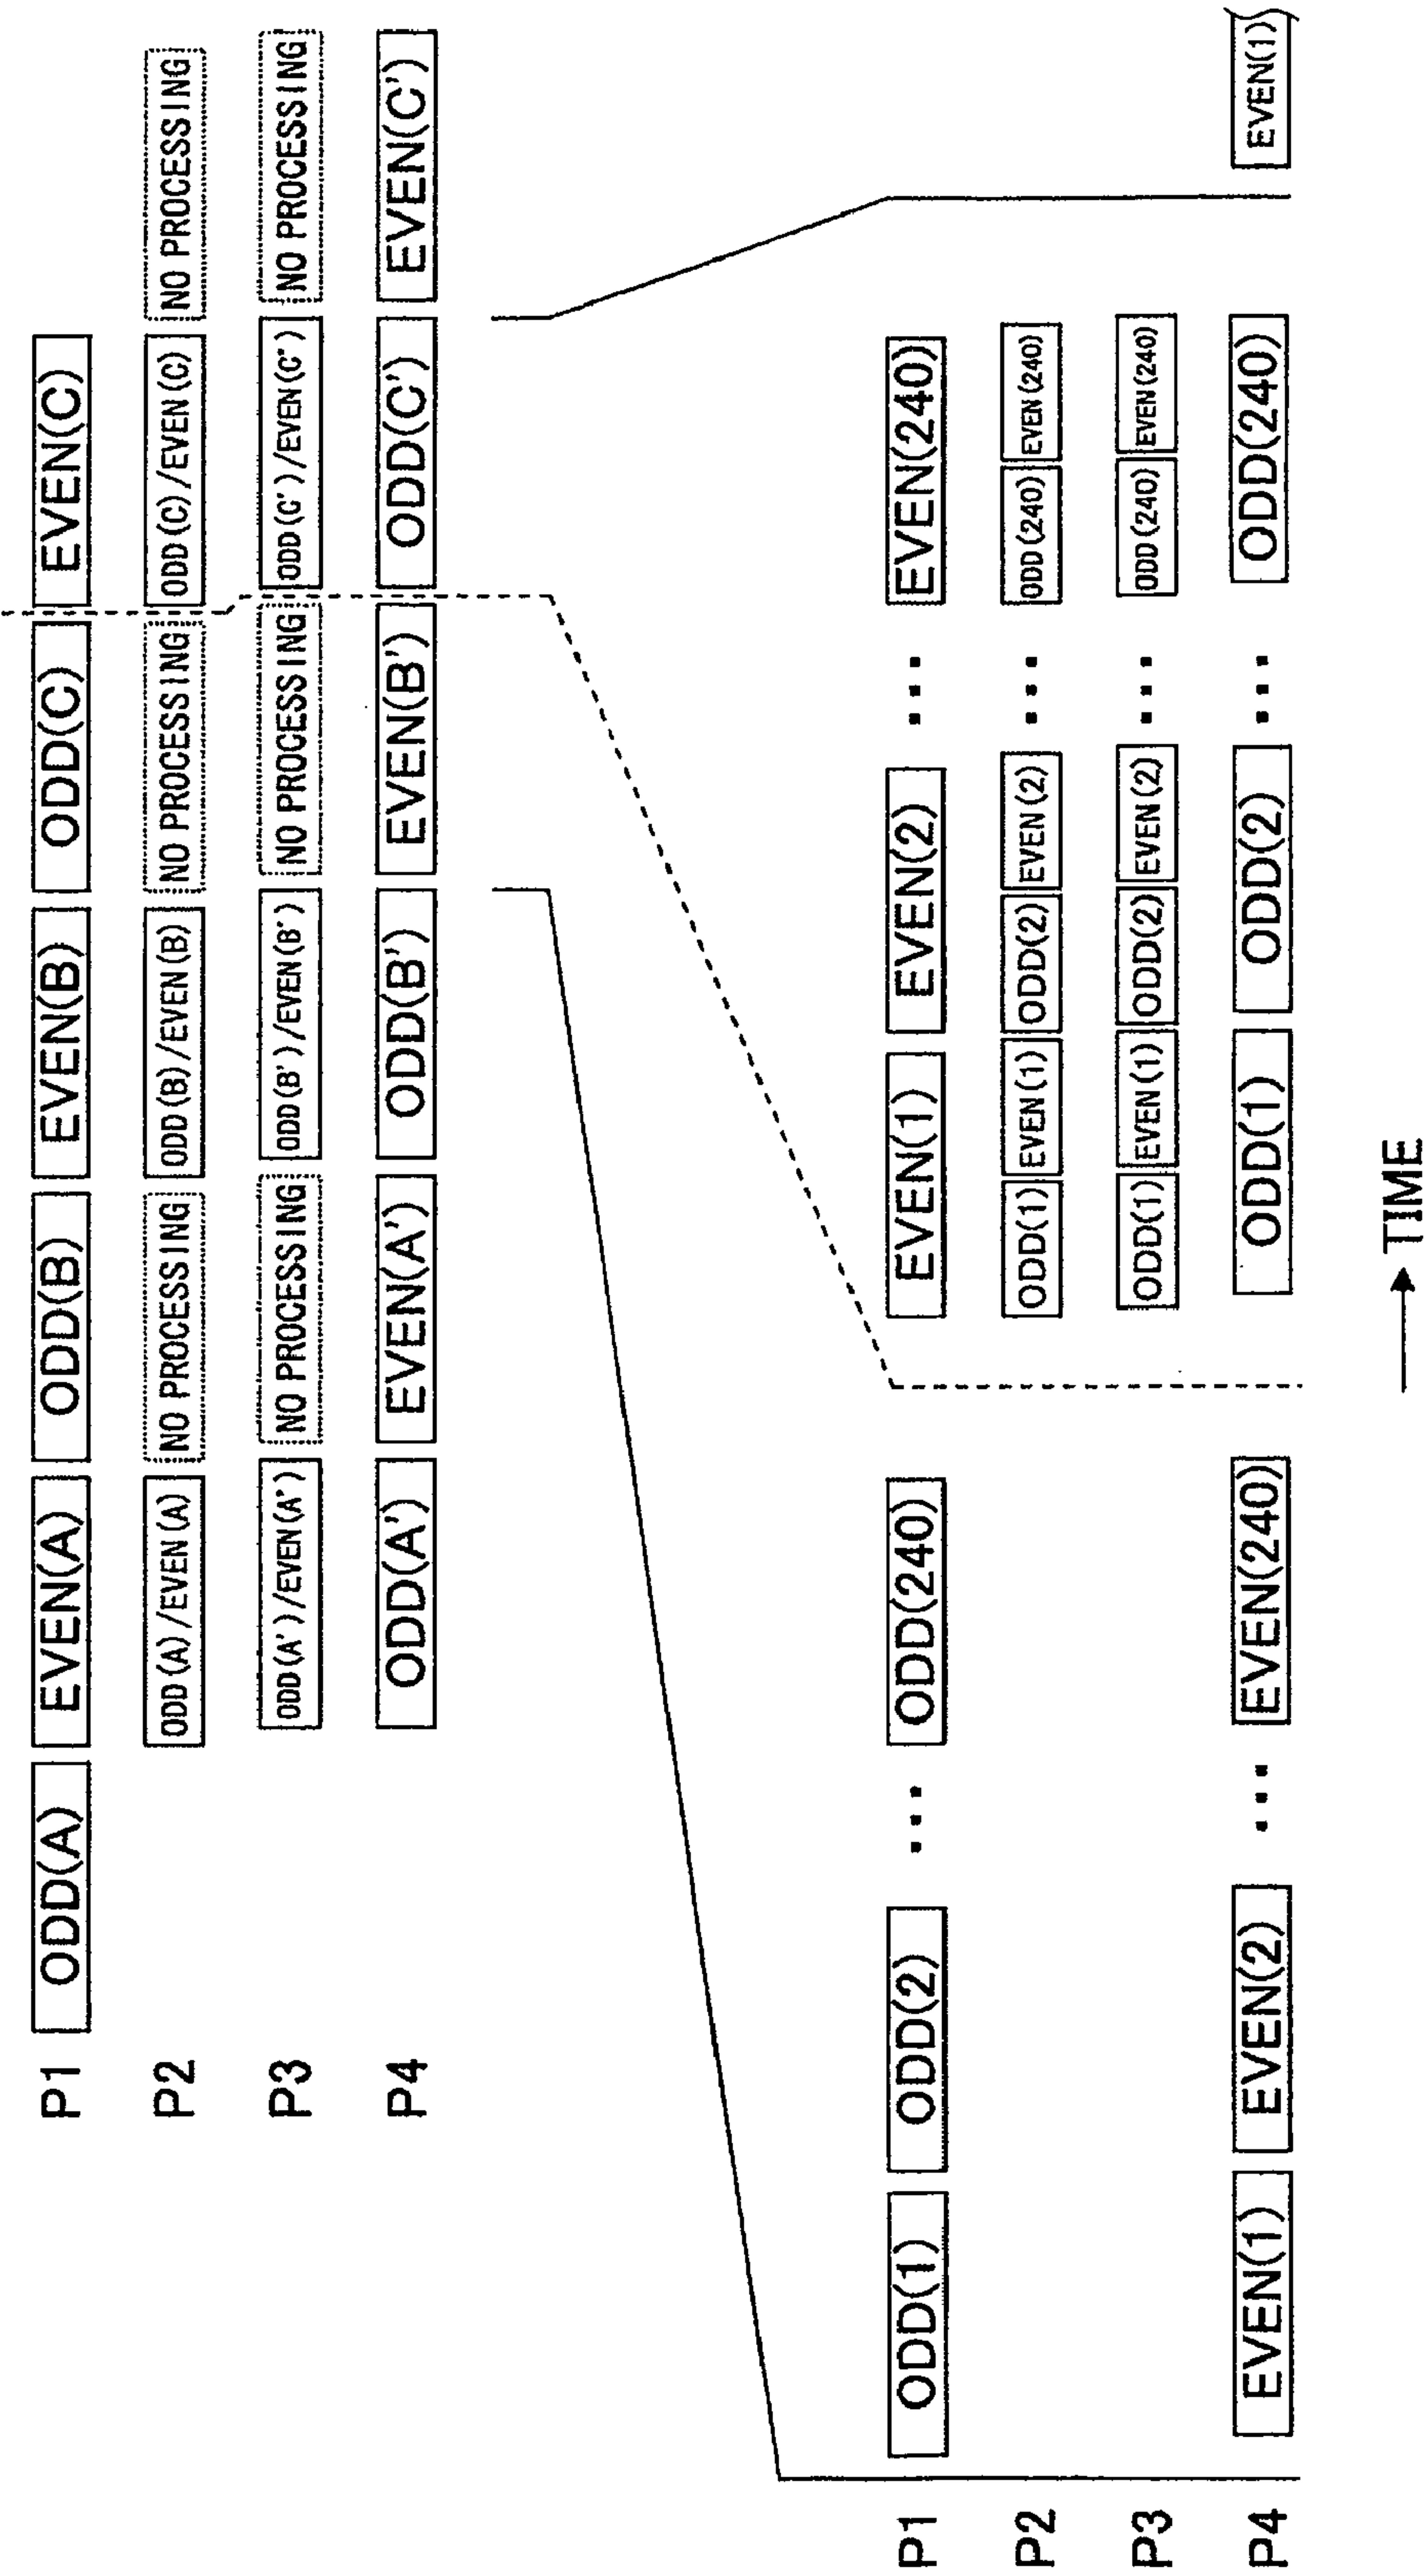 P1 ODD(A) EVEN(A) ODD(B) EVEN(B) ODD(C) EVEN(C)
P2 ODD(A)/EVEN(A) NO PROCESSING ODD(B)/EVEN(B) NO PROCESSING ODD(C)/EVEN(C) NO PROCESSING
P3 ODD(A')/EVEN(A') NO PROCESSING ODD(B')/EVEN(B') NO PROCESSING ODD(C')/EVEN(C') NO PROCESSING
P4 ODD(A') EVEN(A') ODD(B') EVEN(B') ODD(C') EVEN(C')
P1 ODD(1) ODD(2) ... ODD(240) EVEN(1) EVEN(2) ... EVEN(240)
P2 ODD(1) EVEN(1) ODD(2) EVEN(2) ... ODD(240) EVEN(240)
P3 ODD(1) EVEN(1) ODD(2) EVEN(2) ... ODD(240) EVEN(240)
P4 EVEN(1) EVEN(2) ... EVEN(240) ODD(1) ODD(2) ... ODD(240) EVEN(1)
TIME